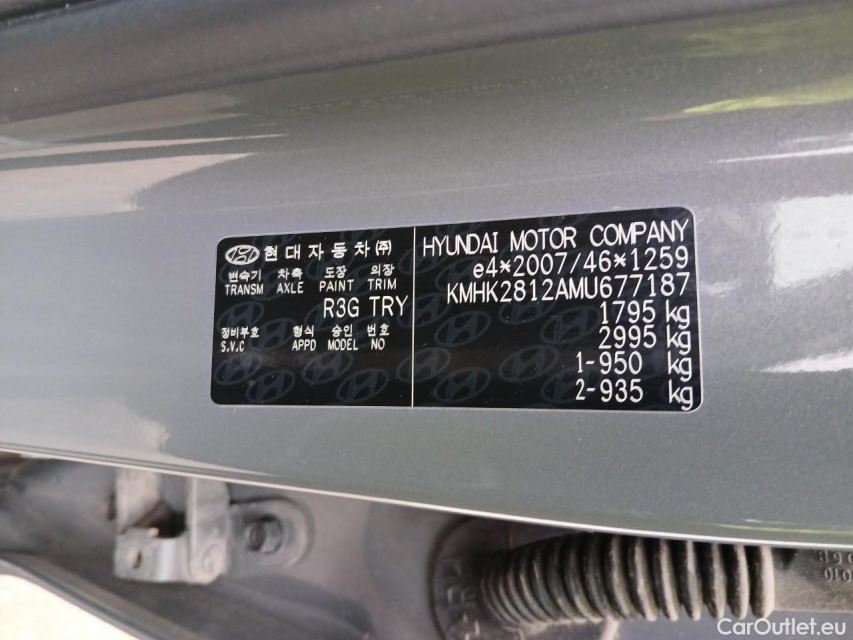 현대자동차㈜
변속기 차축 도장 의장
TRANSM AXLE PAINT TRIM
R3G TRY
정비부호 형식 승인 번호
S.V.C APPD MODEL NO
HYUNDAI MOTOR COMPANY
e4*2007/46*1259
KMHK2812AMU677187
1795 kg
2995 kg
1-950 kg
2-935 kg
CarOutlet.eu